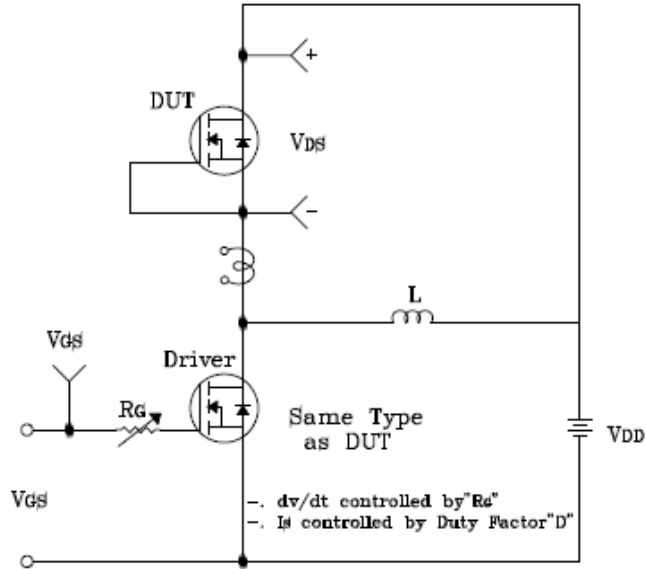 +
DUT
VDS
−
L
VGS
Driver
RG
Same Type
as DUT
VDD
VGS
−. dv/dt controlled by"RG"
−. Is controlled by Duty Factor"D"